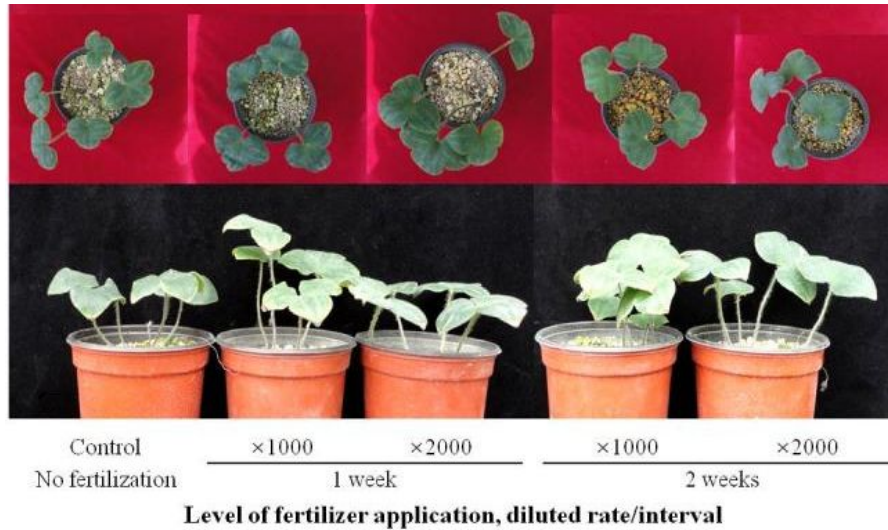 Control ×1000 ×2000 ×1000 ×2000
No fertilization 1 week 2 weeks
Level of fertilizer application, diluted rate/interval